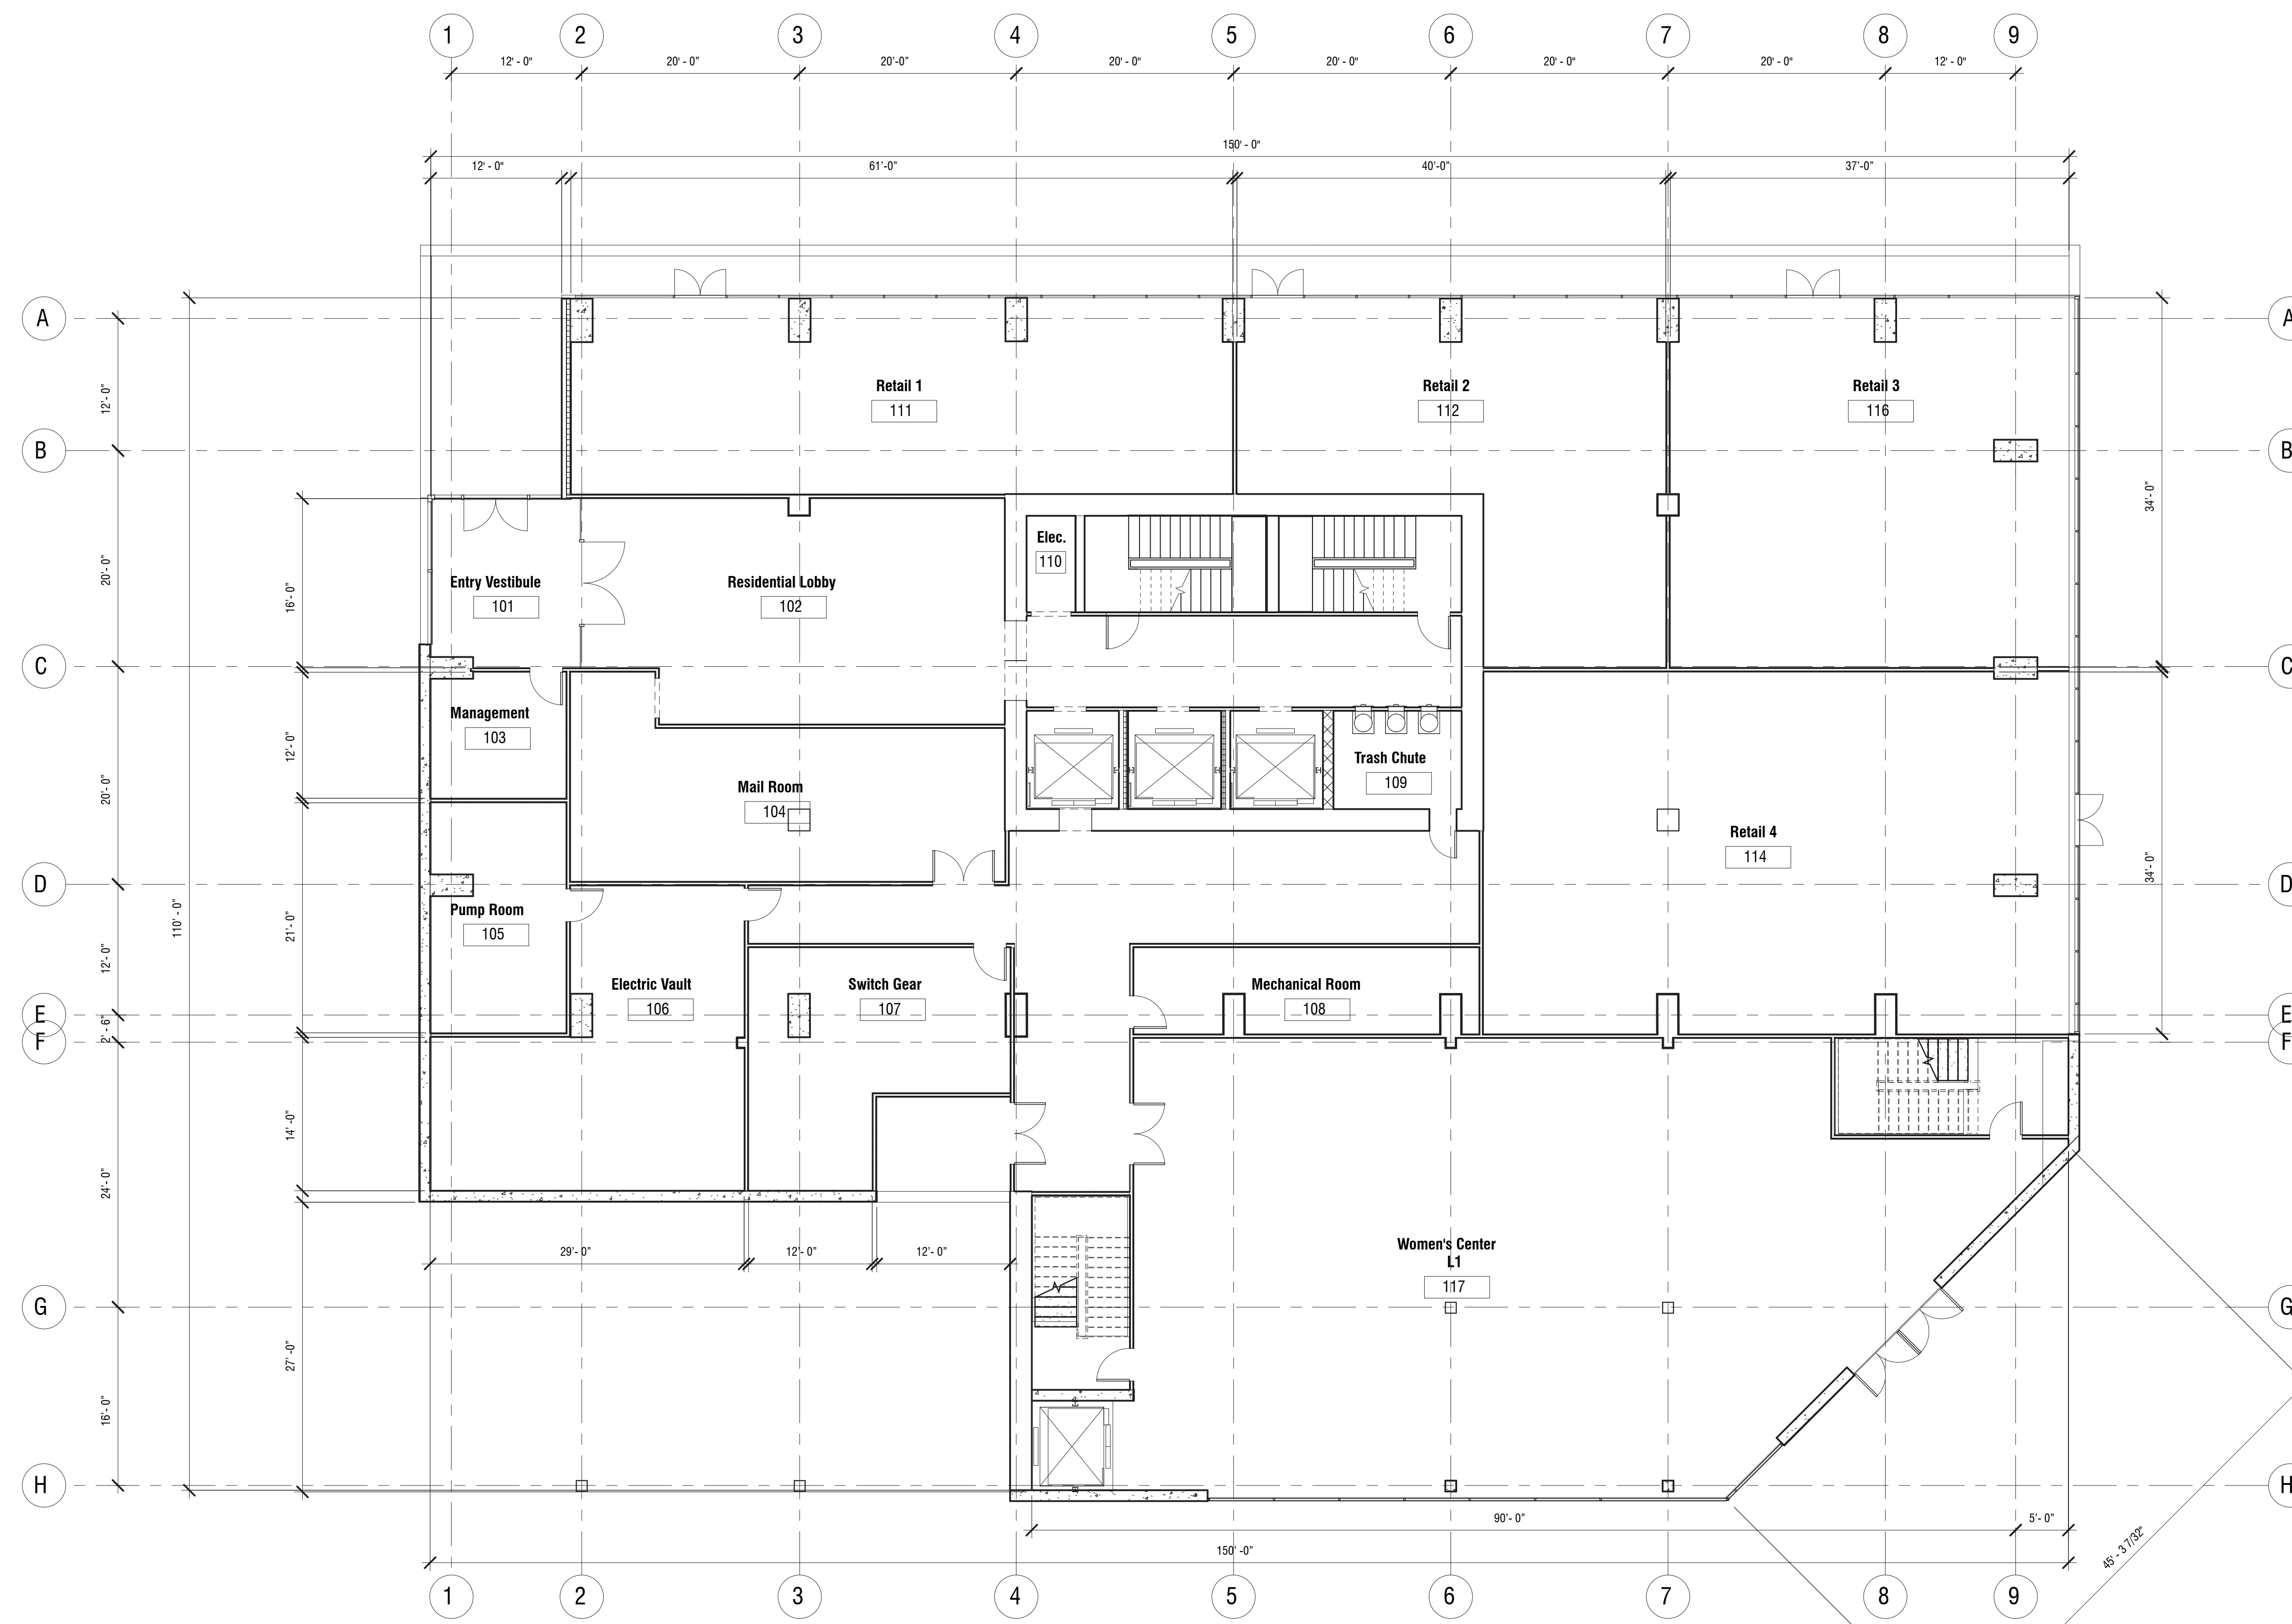 1 2 3 4 5 6 7 8 9
12' - 0" 20' - 0" 20'-0" 20' - 0" 20' - 0" 20' - 0" 20' - 0" 12' - 0"
150' - 0"
12' - 0" 61'-0" 40'-0" 37'-0"
A A
12'- 0"
Retail 1 Retail 2 Retail 3
111 112 116
B B
34'- 0"
Elec.
110
20'- 0"
16'- 0"
Entry Vestibule Residential Lobby
101 102
C C
Management
103
12'- 0"
Trash Chute
109
20'- 0"
Mail Room
104
Retail 4
114
34'- 0"
D D
110' - 0"
21'- 0"
Pump Room
105
12'- 0"
Electric Vault Switch Gear Mechanical Room
106 107 108
E E
2' - 6"
F F
14' -0"
24'- 0"
29'- 0" 12'- 0" 12'- 0"
Women's Center
L1
117
G G
27' -0"
16'- 0"
H H
90'- 0" 5'- 0"
150' -0"
45' - 3 7/32"
1 2 3 4 5 6 7 8 9